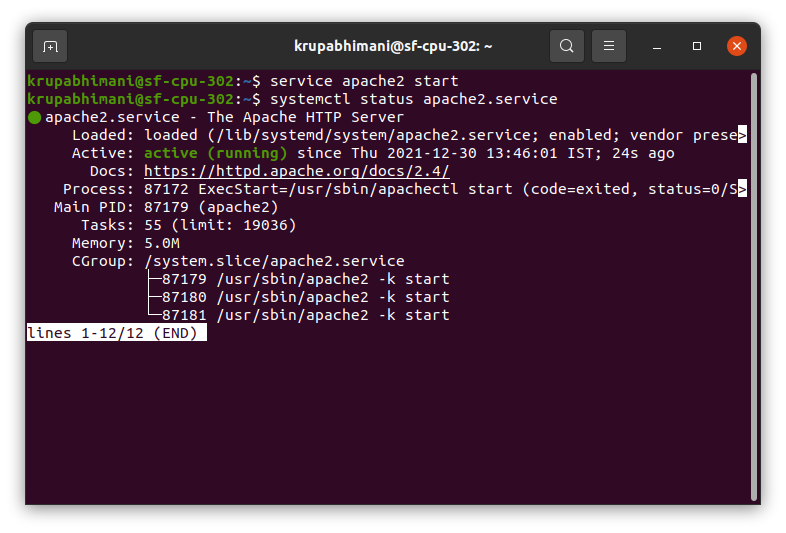 krupabhimani@sf-cpu-302: ~
krupabhimani@sf-cpu-302:~$ service apache2 start
krupabhimani@sf-cpu-302:~$ systemctl status apache2.service
● apache2.service - The Apache HTTP Server
Loaded: loaded (/lib/systemd/system/apache2.service; enabled; vendor prese>
Active: active (running) since Thu 2021-12-30 13:46:01 IST; 24s ago
Docs: https://httpd.apache.org/docs/2.4/
Process: 87172 ExecStart=/usr/sbin/apachectl start (code=exited, status=0/S>
Main PID: 87179 (apache2)
Tasks: 55 (limit: 19036)
Memory: 5.0M
CGroup: /system.slice/apache2.service
├─87179 /usr/sbin/apache2 -k start
├─87180 /usr/sbin/apache2 -k start
└─87181 /usr/sbin/apache2 -k start
lines 1-12/12 (END)